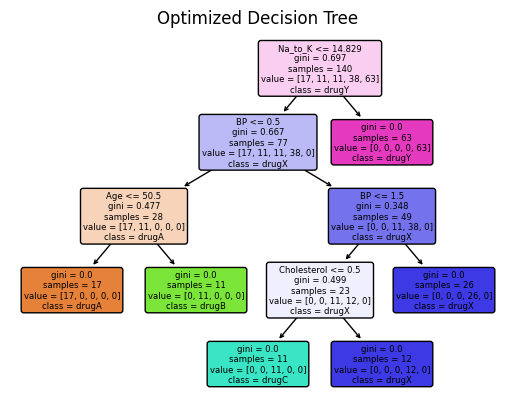 Optimized Decision Tree
Na_to_K <= 14.829
gini = 0.697
samples = 140
value = [17, 11, 11, 38, 63]
class = drugY
BP <= 0.5
gini = 0.667
samples = 77
value = [17, 11, 11, 38, 0]
class = drugX
gini = 0.0
samples = 63
value = [0, 0, 0, 0, 63]
class = drugY
Age <= 50.5
gini = 0.477
samples = 28
value = [17, 11, 0, 0, 0]
class = drugA
BP <= 1.5
gini = 0.348
samples = 49
value = [0, 0, 11, 38, 0]
class = drugX
gini = 0.0
samples = 17
value = [17, 0, 0, 0, 0]
class = drugA
gini = 0.0
samples = 11
value = [0, 11, 0, 0, 0]
class = drugB
Cholesterol <= 0.5
gini = 0.499
samples = 23
value = [0, 0, 11, 12, 0]
class = drugX
gini = 0.0
samples = 26
value = [0, 0, 0, 26, 0]
class = drugX
gini = 0.0
samples = 11
value = [0, 0, 11, 0, 0]
class = drugC
gini = 0.0
samples = 12
value = [0, 0, 0, 12, 0]
class = drugX